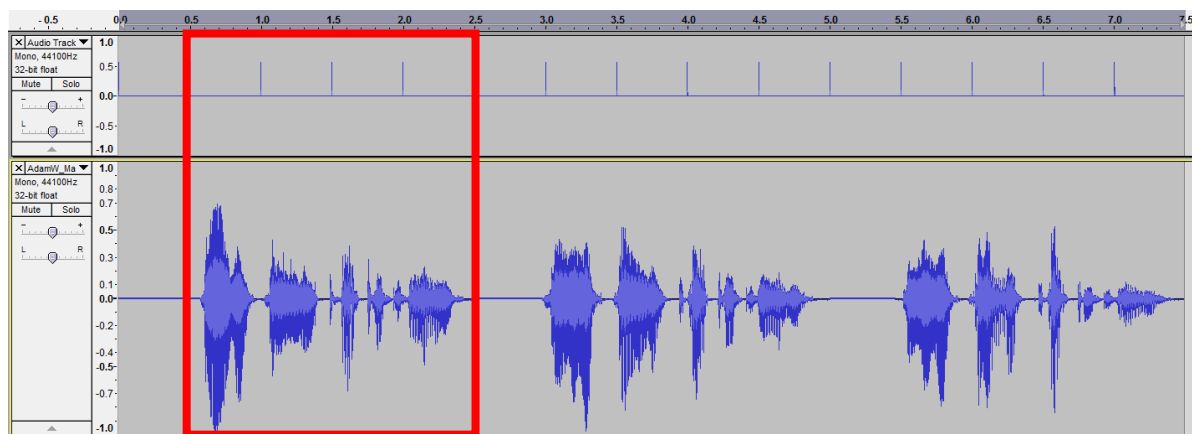 - 0.5 0.0 0.5 1.0 1.5 2.0 2.5 3.0 3.5 4.0 4.5 5.0 5.5 6.0 6.5 7.0 7.5
X Audio Track ▼ 1.0
Mono, 44100Hz
32-bit float 0.5
Mute Solo
- + 0.0
L R -0.5
-1.0
X AdamW_Ma ▼ 1.0
Mono, 44100Hz 0.8
32-bit float 0.7
Mute Solo
- + 0.5
L R 0.3
0.1
0.0
-0.1
-0.2
-0.4
-0.5
-0.7
-1.0